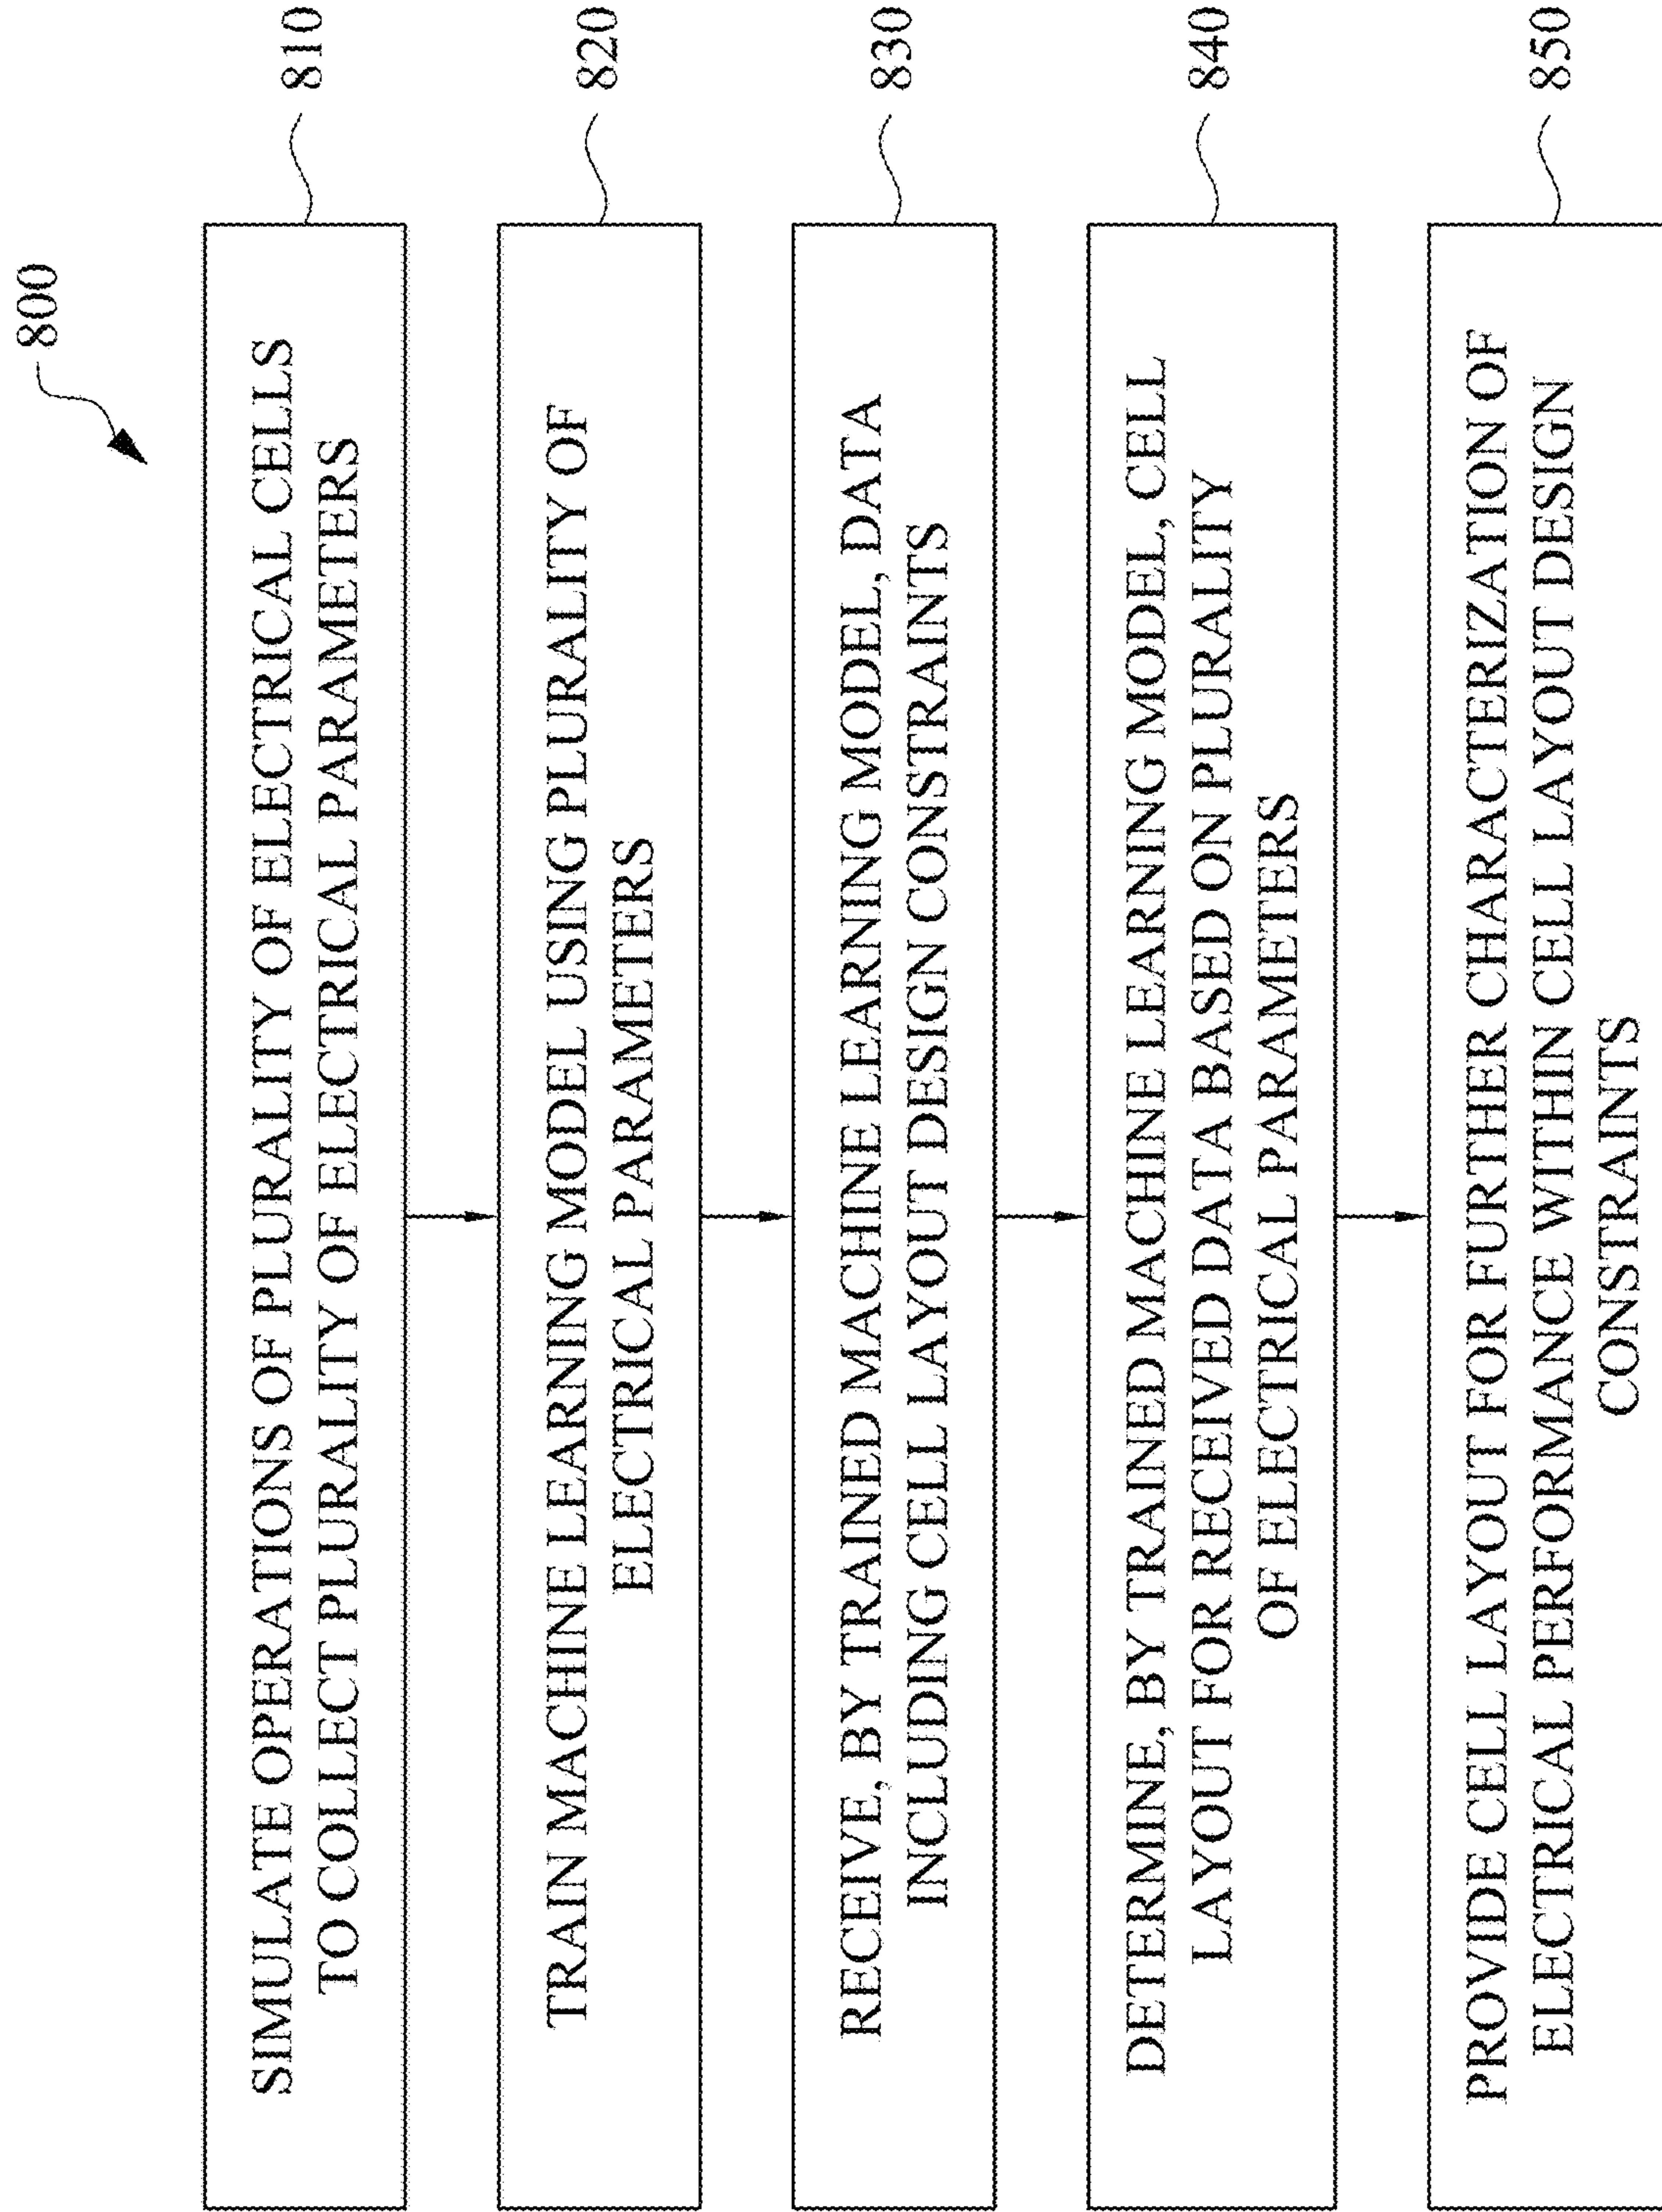 800
SIMULATE OPERATIONS OF PLURALITY OF ELECTRICAL CELLS
TO COLLECT PLURALITY OF ELECTRICAL PARAMETERS
810
TRAIN MACHINE LEARNING MODEL USING PLURALITY OF
ELECTRICAL PARAMETERS
820
RECEIVE, BY TRAINED MACHINE LEARNING MODEL, DATA
INCLUDING CELL LAYOUT DESIGN CONSTRAINTS
830
DETERMINE, BY TRAINED MACHINE LEARNING MODEL, CELL
LAYOUT FOR RECEIVED DATA BASED ON PLURALITY
OF ELECTRICAL PARAMETERS
840
PROVIDE CELL LAYOUT FOR FURTHER CHARACTERIZATION OF
ELECTRICAL PERFORMANCE WITHIN CELL LAYOUT DESIGN
CONSTRAINTS
850